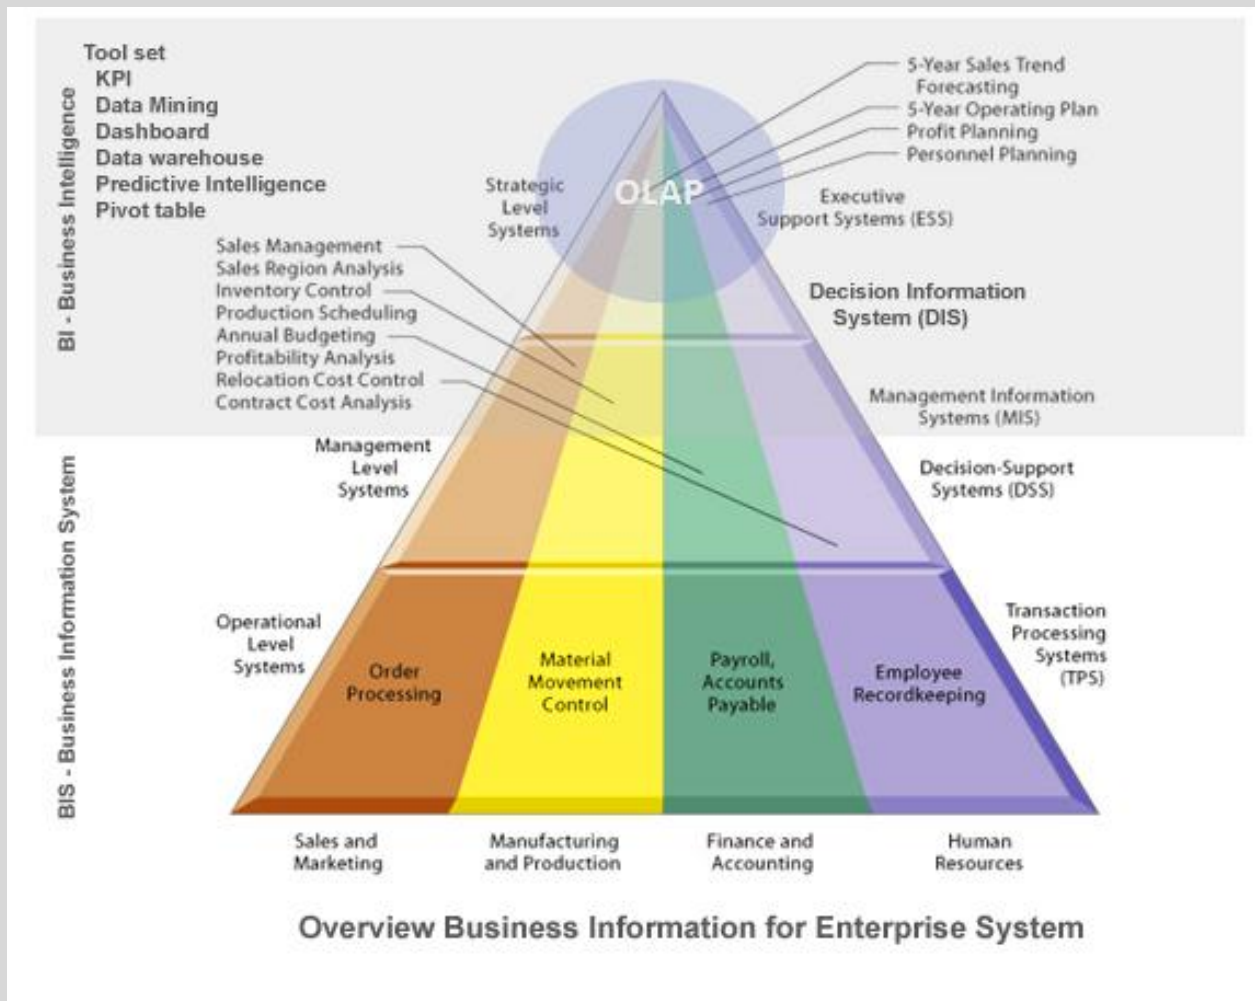 Tool set
KPI
Data Mining
Dashboard
Data warehouse
Predictive Intelligence
Pivot table
BI - Business Intelligence
5-Year Sales Trend
Forecasting
5-Year Operating Plan
Profit Planning
Personnel Planning
OLAP
Strategic
Level
Systems
Executive
Support Systems (ESS)
Sales Management
Sales Region Analysis
Inventory Control
Production Scheduling
Annual Budgeting
Profitability Analysis
Relocation Cost Control
Contract Cost Analysis
Decision Information
System (DIS)
Management Information
Systems (MIS)
Management
Level
Systems
Decision-Support
Systems (DSS)
BIS - Business Information System
Operational
Level
Systems
Order
Processing
Material
Movement
Control
Payroll,
Accounts
Payable
Employee
Recordkeeping
Transaction
Processing
Systems
(TPS)
Sales and
Marketing
Manufacturing
and Production
Finance and
Accounting
Human
Resources
Overview Business Information for Enterprise System